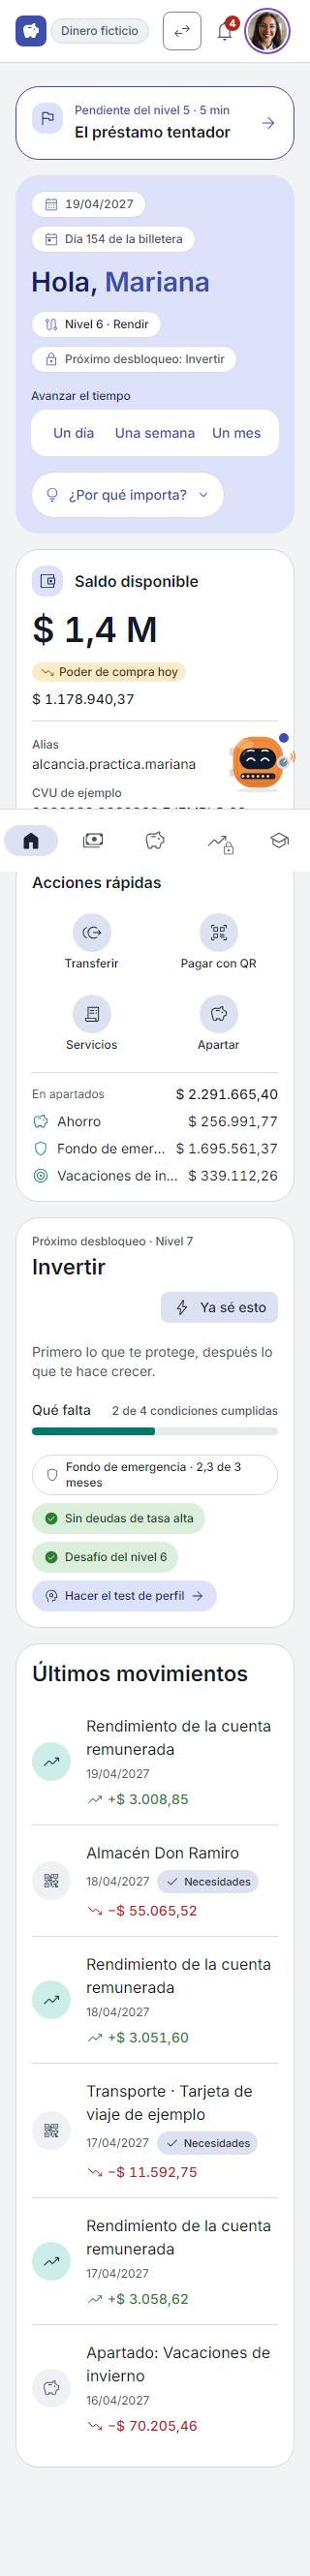 Dinero ficticio
4
Pendiente del nivel 5 · 5 min
El préstamo tentador
19/04/2027
Día 154 de la billetera
Hola, Mariana
Nivel 6 · Rendir
Próximo desbloqueo: Invertir
Avanzar el tiempo
Un día Una semana Un mes
¿Por qué importa?
Saldo disponible
$ 1,4 M
Poder de compra hoy
$ 1.178.940,37
Alias
alcancia.practica.mariana
CVU de ejemplo
Acciones rápidas
Transferir Pagar con QR
Servicios Apartar
En apartados $ 2.291.665,40
Ahorro $ 256.991,77
Fondo de emer... $ 1.695.561,37
Vacaciones de in... $ 339.112,26
Próximo desbloqueo · Nivel 7
Invertir
Ya sé esto
Primero lo que te protege, después lo
que te hace crecer.
Qué falta 2 de 4 condiciones cumplidas
Fondo de emergencia · 2,3 de 3
meses
Sin deudas de tasa alta
Desafío del nivel 6
Hacer el test de perfil
Últimos movimientos
Rendimiento de la cuenta
remunerada
19/04/2027
+$ 3.008,85
Almacén Don Ramiro
18/04/2027 Necesidades
−$ 55.065,52
Rendimiento de la cuenta
remunerada
18/04/2027
+$ 3.051,60
Transporte · Tarjeta de
viaje de ejemplo
17/04/2027 Necesidades
−$ 11.592,75
Rendimiento de la cuenta
remunerada
17/04/2027
+$ 3.058,62
Apartado: Vacaciones de
invierno
16/04/2027
−$ 70.205,46